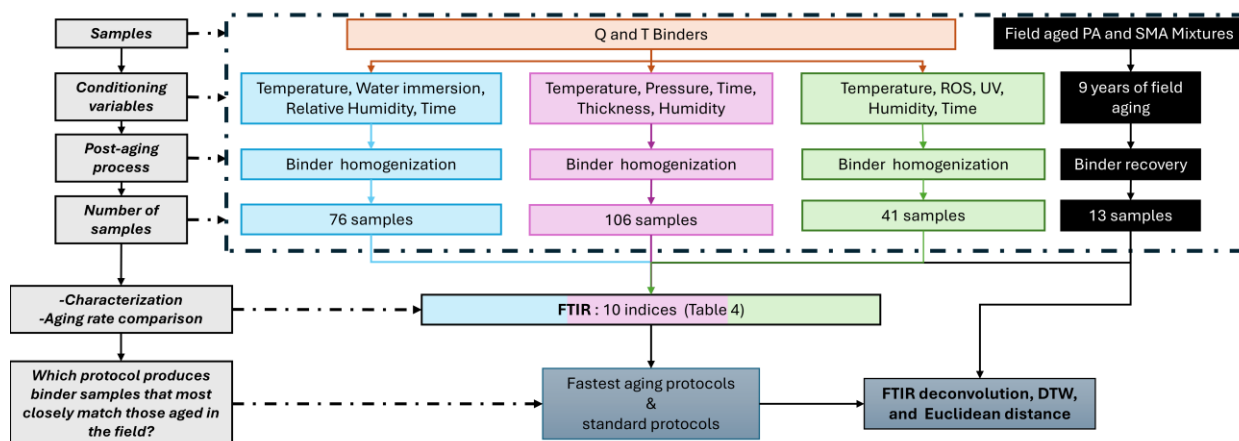 Samples
Q and T Binders
Field aged PA and SMA Mixtures
Conditioning
variables
Temperature, Water immersion,
Relative Humidity, Time
Temperature, Pressure, Time,
Thickness, Humidity
Temperature, ROS, UV,
Humidity, Time
9 years of field
aging
Post-aging
process
Binder homogenization
Binder homogenization
Binder homogenization
Binder recovery
Number of
samples
76 samples
106 samples
41 samples
13 samples
-Characterization
-Aging rate comparison
FTIR : 10 indices (Table 4)
Which protocol produces
binder samples that most
closely match those aged in
the field?
Fastest aging protocols
&
standard protocols
FTIR deconvolution, DTW,
and Euclidean distance